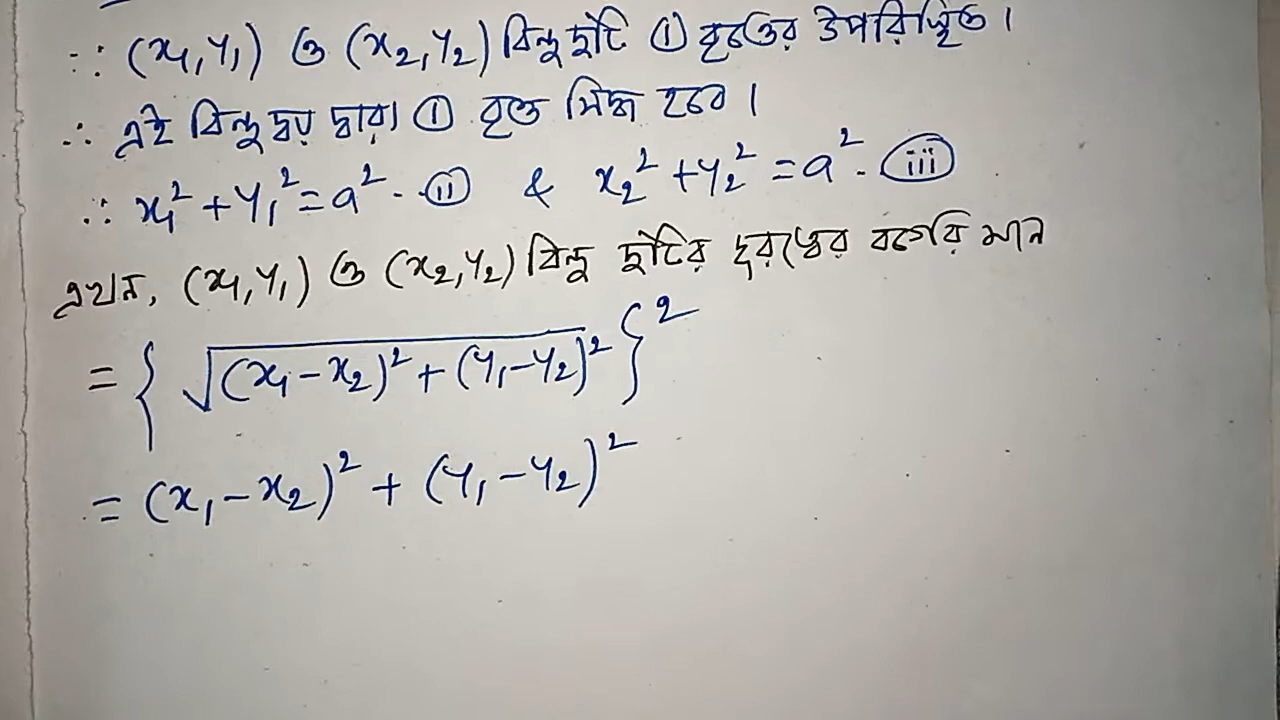 ∵ (x₁, y₁) ও (x₂, y₂) বিন্দু দুটি ① বৃত্তের উপরিস্থিত।
∴ এই বিন্দুদ্বয় দ্বারা ① বৃত্ত সিদ্ধ হবে।
∴ x₁² + y₁² = a² - (ii) & x₂² + y₂² = a² - (iii)
এখন, (x₁, y₁) ও (x₂, y₂) বিন্দু দুটির দূরত্বের বর্গের মান
= { √(x₁ - x₂)² + (y₁ - y₂)² }²
= (x₁ - x₂)² + (y₁ - y₂)²